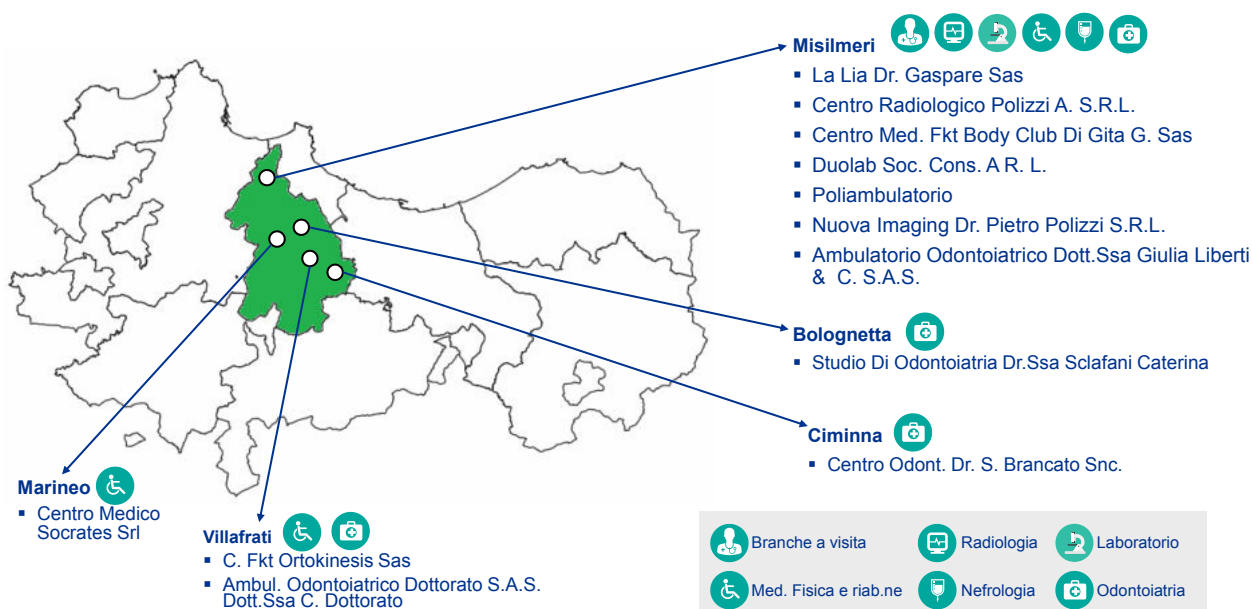 Misilmeri
▪ La Lia Dr. Gaspare Sas
▪ Centro Radiologico Polizzi A. S.R.L.
▪ Centro Med. Fkt Body Club Di Gita G. Sas
▪ Duolab Soc. Cons. A R. L.
▪ Poliambulatorio
▪ Nuova Imaging Dr. Pietro Polizzi S.R.L.
▪ Ambulatorio Odontoiatrico Dott.Ssa Giulia Liberti
& C. S.A.S.
Bolognetta
▪ Studio Di Odontoiatria Dr.Ssa Sclafani Caterina
Ciminna
▪ Centro Odont. Dr. S. Brancato Snc.
Marineo
▪ Centro Medico
Socrates Srl
Villafrati
▪ C. Fkt Ortokinesis Sas
▪ Ambul. Odontoiatrico Dottorato S.A.S.
Dott.Ssa C. Dottorato
Branche a visita
Radiologia
Laboratorio
Med. Fisica e riab.ne
Nefrologia
Odontoiatria